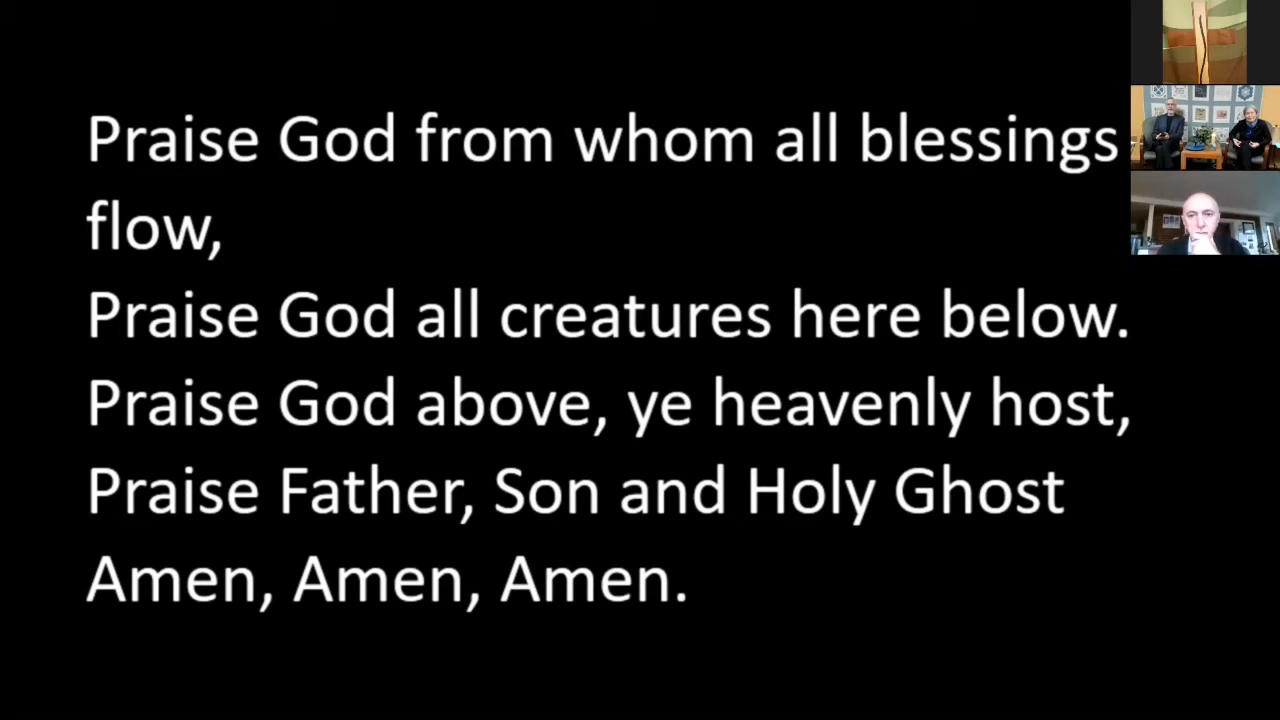 Praise God from whom all blessings
flow,
Praise God all creatures here below.
Praise God above, ye heavenly host,
Praise Father, Son and Holy Ghost
Amen, Amen, Amen.